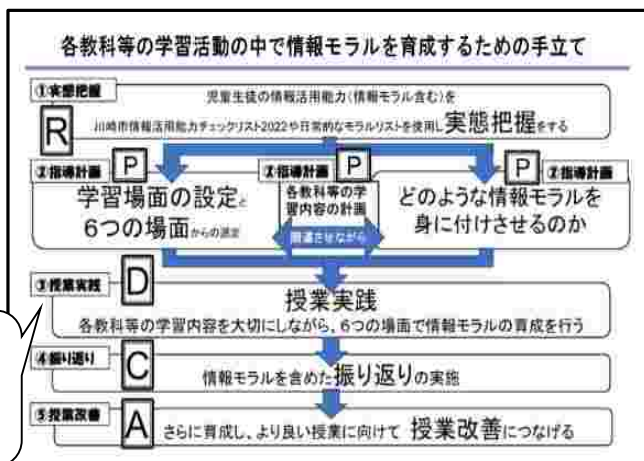 各教科等の学習活動の中で情報モラルを育成するための手立て
①実態把握
R
児童生徒の情報活用能力(情報モラル含む)を
川崎市情報活用能力チェックリスト2022や日常的なモラルリストを使用し実態把握をする
②指導計画 P
学習場面の設定と
6つの場面からの選定
②指導計画 P
各教科等の学
習内容の計画
関連させながら
P ②指導計画
どのような情報モラルを
身に付けさせるのか
③授業実践
D
授業実践
各教科等の学習内容を大切にしながら、6つの場面で情報モラルの育成を行う
④振り返り
C
情報モラルを含めた振り返りの実施
⑤授業改善
A
さらに育成し、より良い授業に向けて 授業改善につなげる